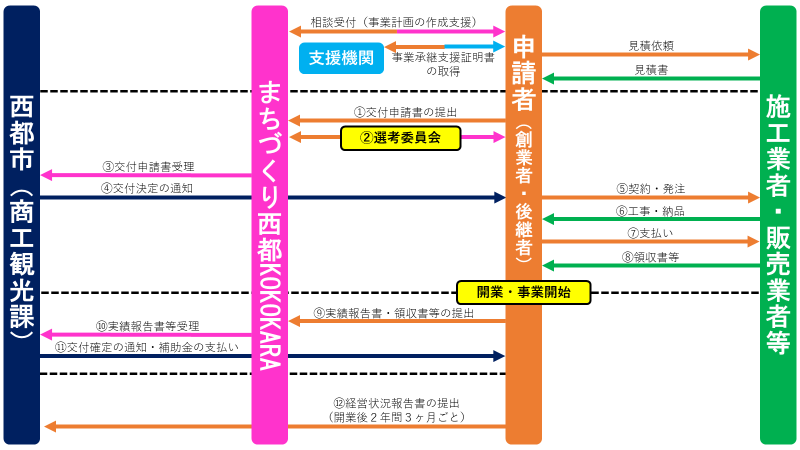 西都市（商工観光課）
まちづくり西都KOKOKARA
申請者（創業者・後継者）
施工業者・販売業者等
相談受付（事業計画の作成支援）
支援機関
事業承継支援証明書
の取得
見積依頼
見積書
①交付申請書の提出
②選考委員会
③交付申請書受理
④交付決定の通知
⑤契約・発注
⑥工事・納品
⑦支払い
⑧領収書等
開業・事業開始
⑨実績報告書・領収書等の提出
⑩実績報告書等受理
⑪交付確定の通知・補助金の支払い
⑫経営状況報告書の提出
（開業後２年間３ヶ月ごと）